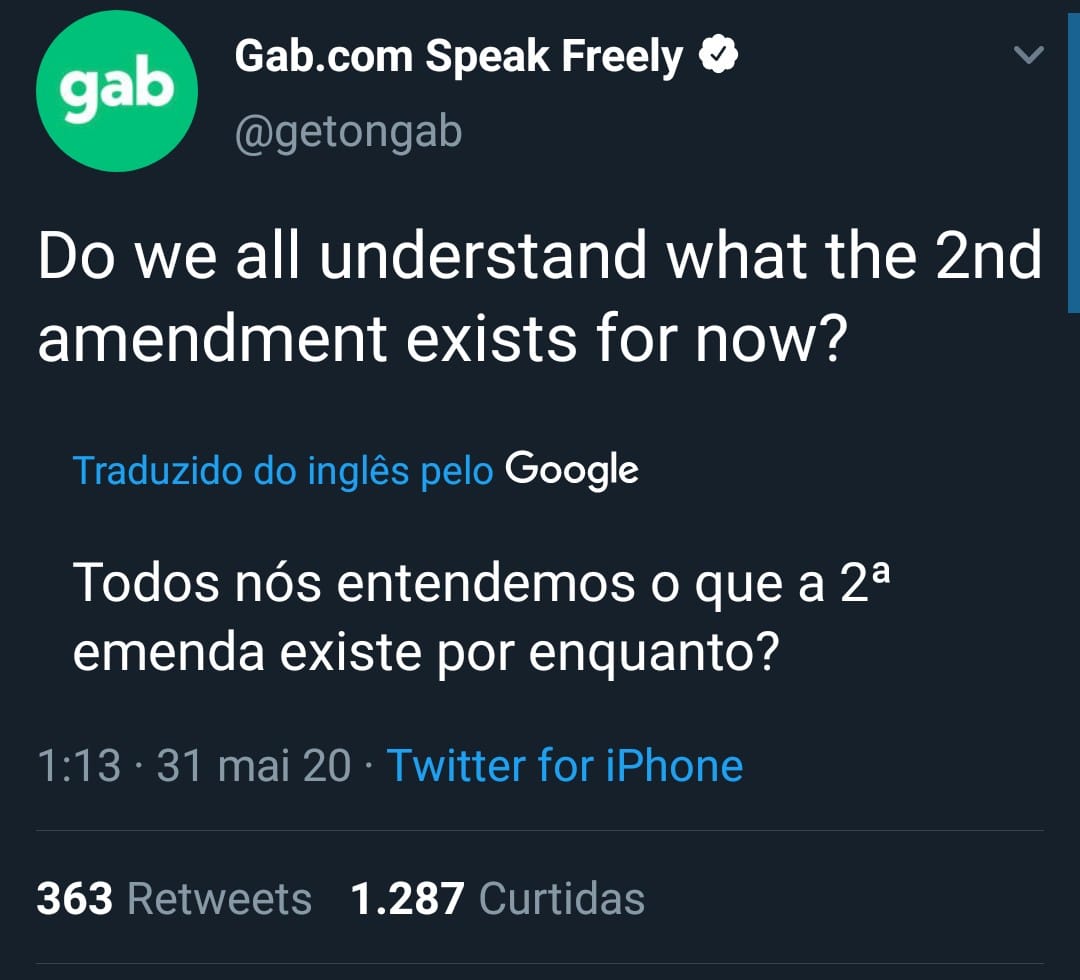 gab
Gab.com Speak Freely
@getongab
Do we all understand what the 2nd
amendment exists for now?
Traduzido do inglês pelo Google
Todos nós entendemos o que a 2ª
emenda existe por enquanto?
1:13 · 31 mai 20 · Twitter for iPhone
363 Retweets 1.287 Curtidas